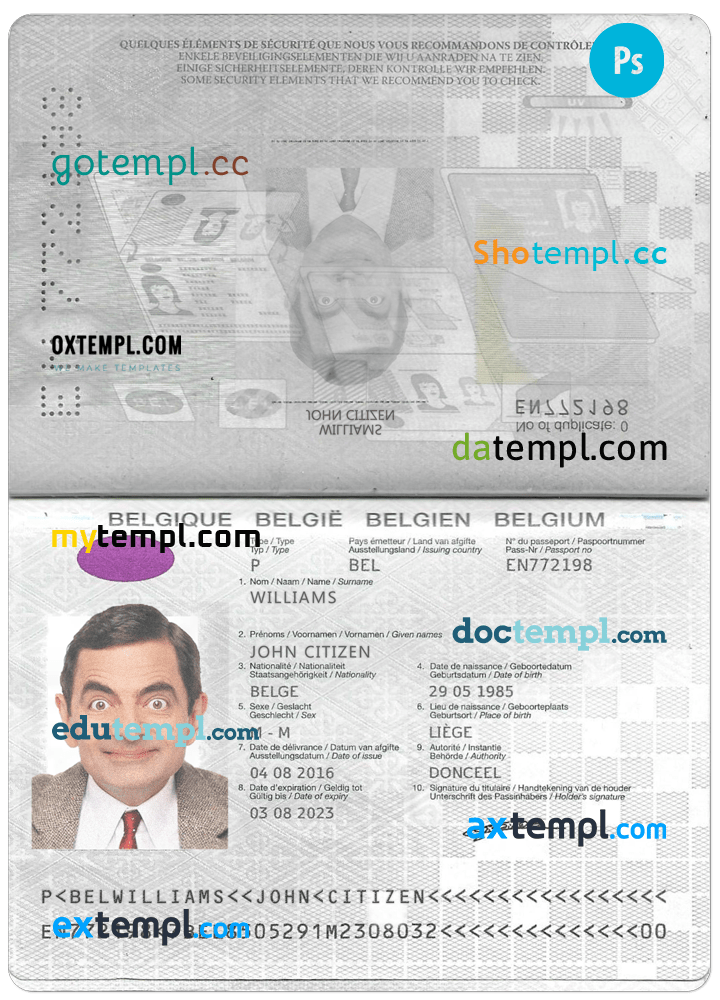 QUELQUES ÉLÉMENTS DE SÉCURITÉ QUE NOUS VOUS RECOMMANDONS DE CONTRÔLE
ENKELE BEVEILIGINGSELEMENTEN DIE WIJ U AANRADEN NA TE ZIEN.
EINIGE SICHERHEITSELEMENTE, DEREN KONTROLLE WIR EMPFEHLEN.
SOME SECURITY ELEMENTS THAT WE RECOMMEND YOU TO CHECK.
Ps
UV
gotempl.cc
Shotempl.cc
OXTEMPL.COM
WE MAKE TEMPLATES
JOHN CITIZEN
WILLIAMS
EN772198
No of duplicate: 0
datempl.com
BELGIQUE BELGIË BELGIEN BELGIUM
mytempl.com
Type / Type
Typ / Type
P
Pays émetteur / Land van afgifte
Ausstellungsland / Issuing country
BEL
N° du passeport / Paspoortnummer
Pass-Nr / Passport no
EN772198
1. Nom / Naam / Name / Surname
WILLIAMS
2. Prénoms / Voornamen / Vornamen / Given names
JOHN CITIZEN
doctempl.com
3. Nationalité / Nationaliteit
Staatsangehörigkeit / Nationality
BELGE
4. Date de naissance / Geboortedatum
Geburtsdatum / Date of birth
29 05 1985
5. Sexe / Geslacht
Geschlecht / Sex
M - M
6. Lieu de naissance / Geboorteplaats
Geburtsort / Place of birth
LIÈGE
edutempl.com
7. Date de délivrance / Datum van afgifte
Ausstellungsdatum / Date of issue
04 08 2016
9. Autorité / Instantie
Behörde / Authority
DONCEEL
8. Date d'expiration / Geldig tot
Gültig bis / Date of expiry
03 08 2023
10. Signature du titulaire / Handtekening van de houder
Unterschrift des Passinhabers / Holder's signature
axtempl.com
P<BELWILLIAMS<<JOHN<CITIZEN<<<<<<<<<<<<<<<<<
extempl.com
05291M2308032<<<<<<<<<<<<<<00